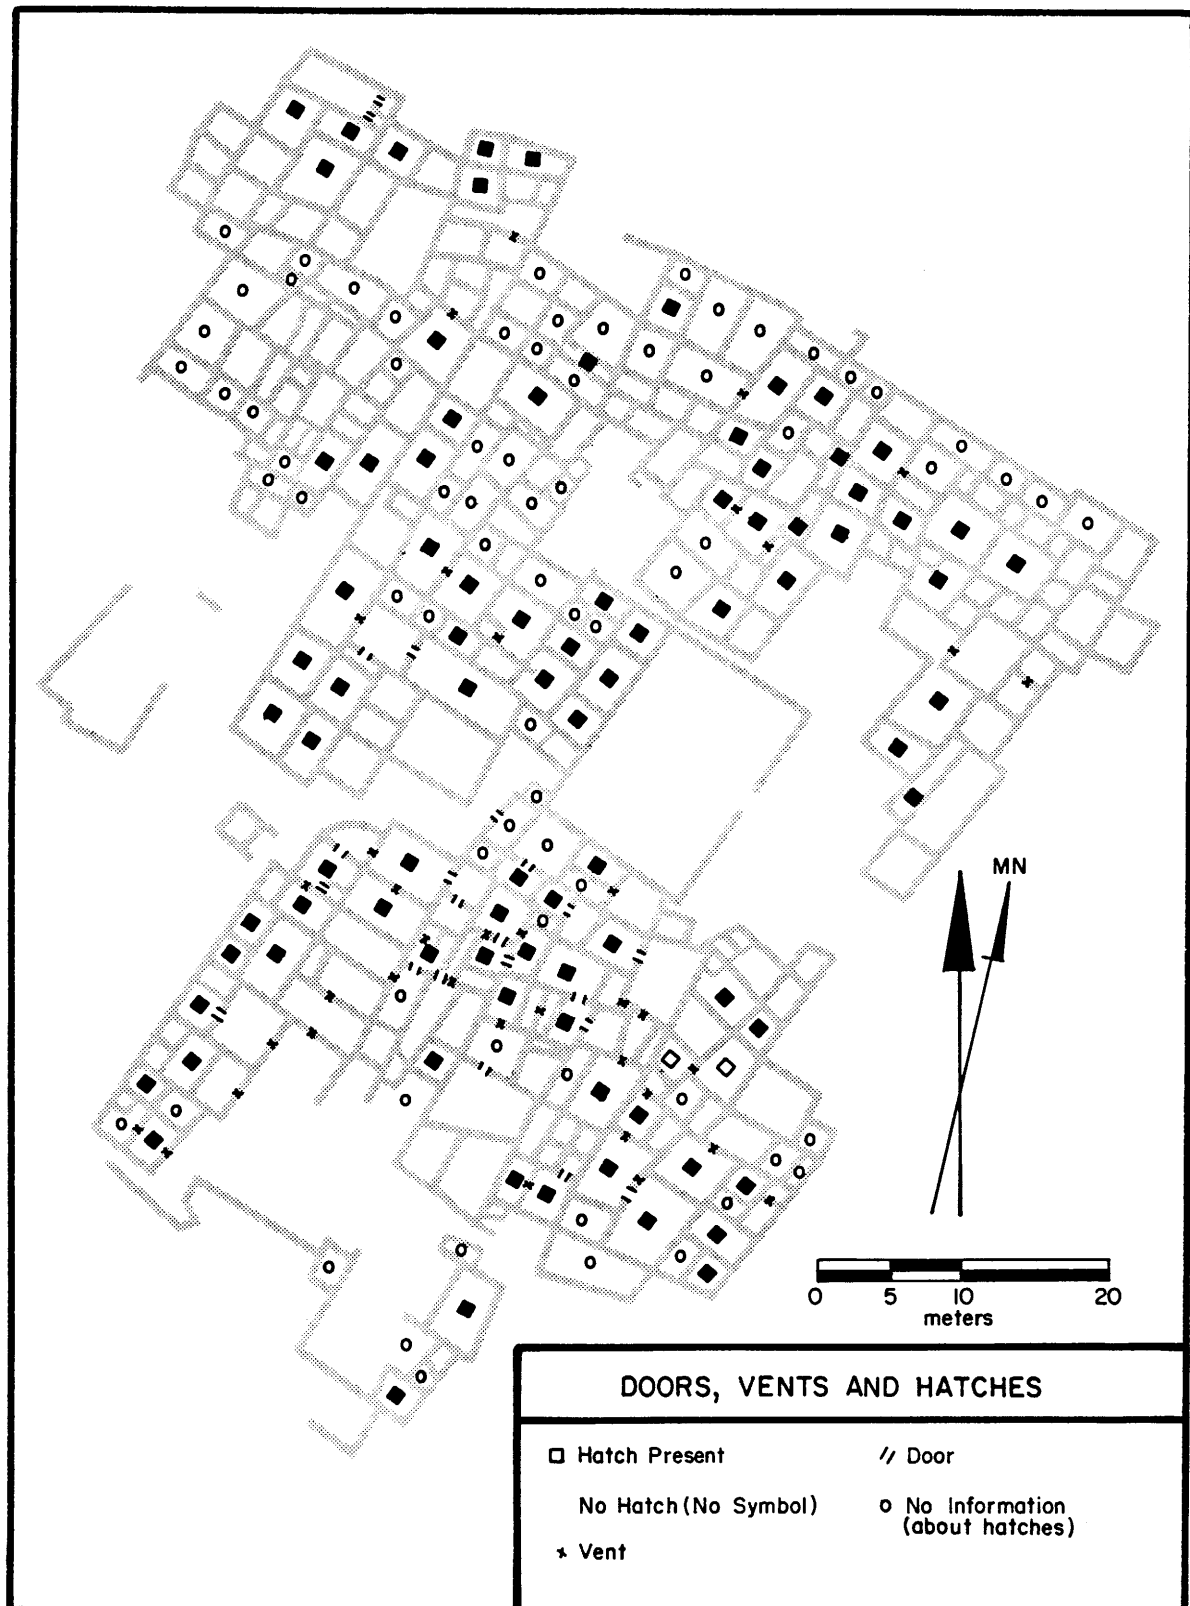 MN
0 5 10 20
meters
DOORS, VENTS AND HATCHES
Hatch Present
Door
No Hatch (No Symbol)
No Information
(about hatches)
Vent